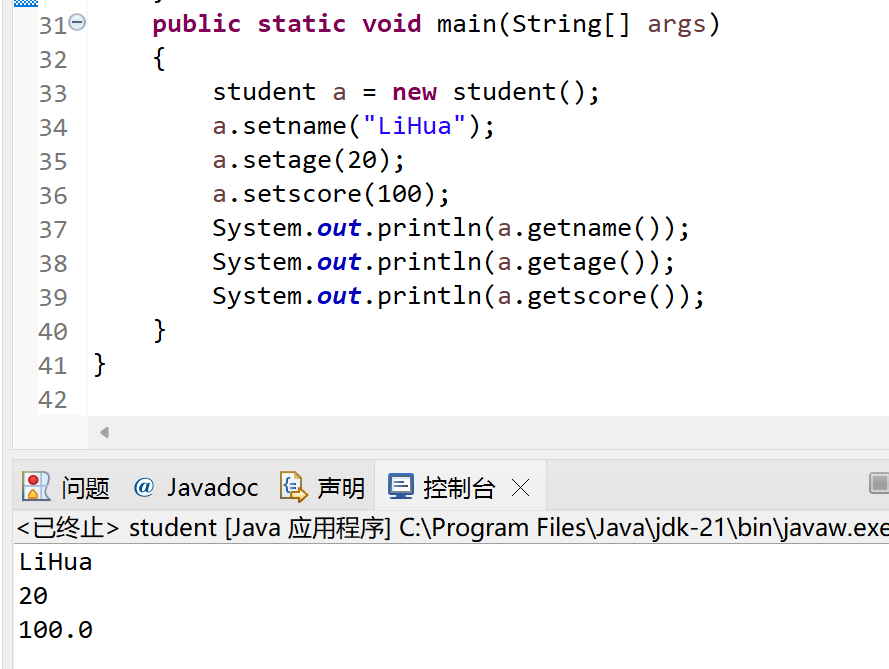 31 public static void main(String[] args)
32 {
33 student a = new student();
34 a.setname("LiHua");
35 a.setage(20);
36 a.setscore(100);
37 System.out.println(a.getname());
38 System.out.println(a.getage());
39 System.out.println(a.getscore());
40 }
41 }
42
问题 @ Javadoc 声明 控制台
<已终止> student [Java 应用程序] C:\Program Files\Java\jdk-21\bin\javaw.exe
LiHua
20
100.0